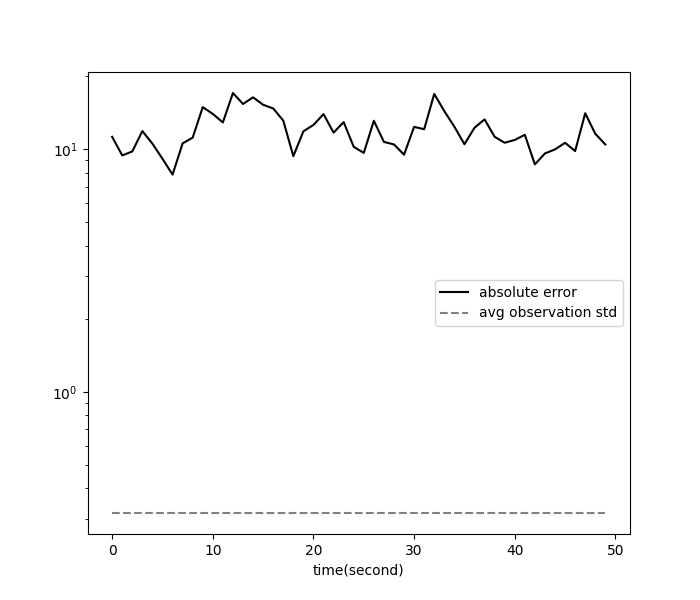 10¹
10⁰
absolute error
avg observation std
0 10 20 30 40 50
time(second)